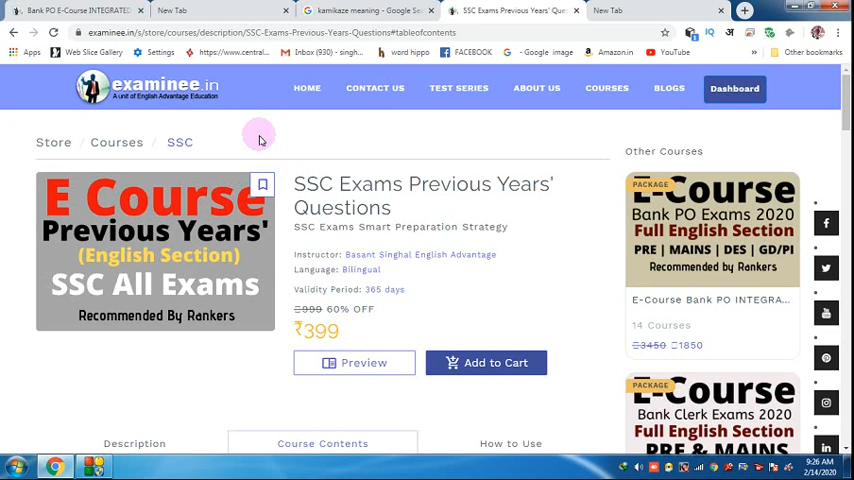 Bank PO E-Course INTEGRATED
New Tab
kamikaze meaning - Google Se
SSC Exams Previous Years' Que
New Tab
examinee.in/store/courses/description/SSC-Exams-Previous-Years-Questions#tableofcontents
Apps
Web Slice Gallery
Settings
https://www.central...
Inbox (930) - singh...
word hippo
FACEBOOK
- Google image
Amazon.in
YouTube
Other bookmarks
examinee.in
A unit of English Advantage Education
HOME
CONTACT US
TEST SERIES
ABOUT US
COURSES
BLOGS
Dashboard
Store / Courses / SSC
E Course
Previous Years'
(English Section)
SSC All Exams
Recommended By Rankers
SSC Exams Previous Years'
Questions
SSC Exams Smart Preparation Strategy
Instructor: Basant Singhal English Advantage
Language: Bilingual
Validity Period: 365 days
999 60% OFF
₹399
Preview
Add to Cart
Description
Course Contents
How to Use
Other Courses
PACKAGE
E-Course
Bank PO Exams 2020
Full English Section
PRE | MAINS | DES | GD/PI
Recommended by Rankers
E-Course Bank PO INTEGRA...
14 Courses
3450 1850
PACKAGE
E-Course
Bank Clerk Exams 2020
Full English Section
PRE & MAINS
9:26 AM
2/14/2020